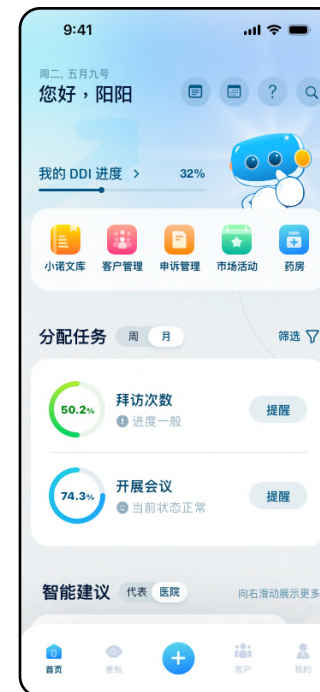 9:41
周二, 五月九号
您好，阳阳
?
我的 DDI 进度 >
32%
小诺文库
客户管理
申诉管理
市场活动
药房
分配任务
周
月
筛选
50.2%
拜访次数
进度一般
提醒
74.3%
开展会议
当前状态正常
提醒
智能建议
代表
医院
向右滑动展示更多
首页
看板
客户
我的